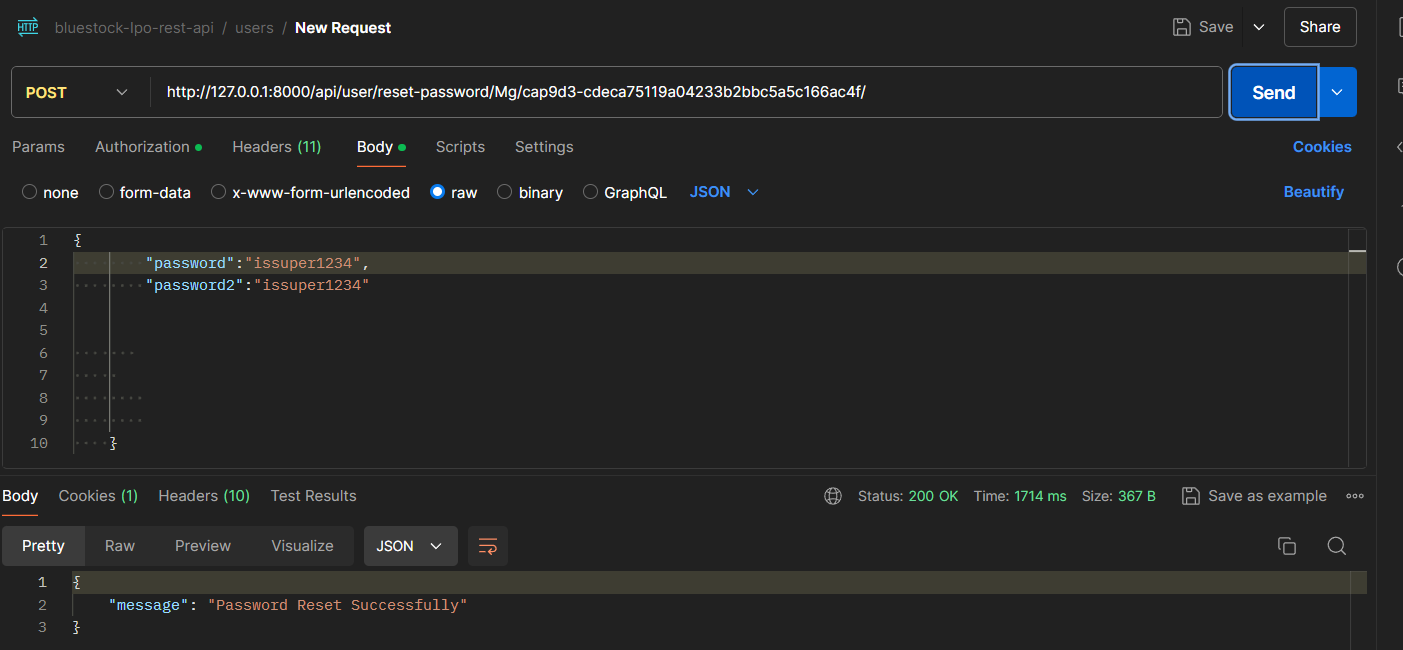 HTTP bluestock-lpo-rest-api / users / New Request Save Share
POST http://127.0.0.1:8000/api/user/reset-password/Mg/cap9d3-cdeca75119a04233b2bbc5a5c166ac4f/ Send
Params Authorization Headers (11) Body Scripts Settings Cookies
none form-data x-www-form-urlencoded raw binary GraphQL JSON Beautify
1 {
2 "password":"issuper1234",
3 "password2":"issuper1234"
4
5
6
7
8
9
10 }
Body Cookies (1) Headers (10) Test Results Status: 200 OK Time: 1714 ms Size: 367 B Save as example
Pretty Raw Preview Visualize JSON
1 {
2 "message": "Password Reset Successfully"
3 }